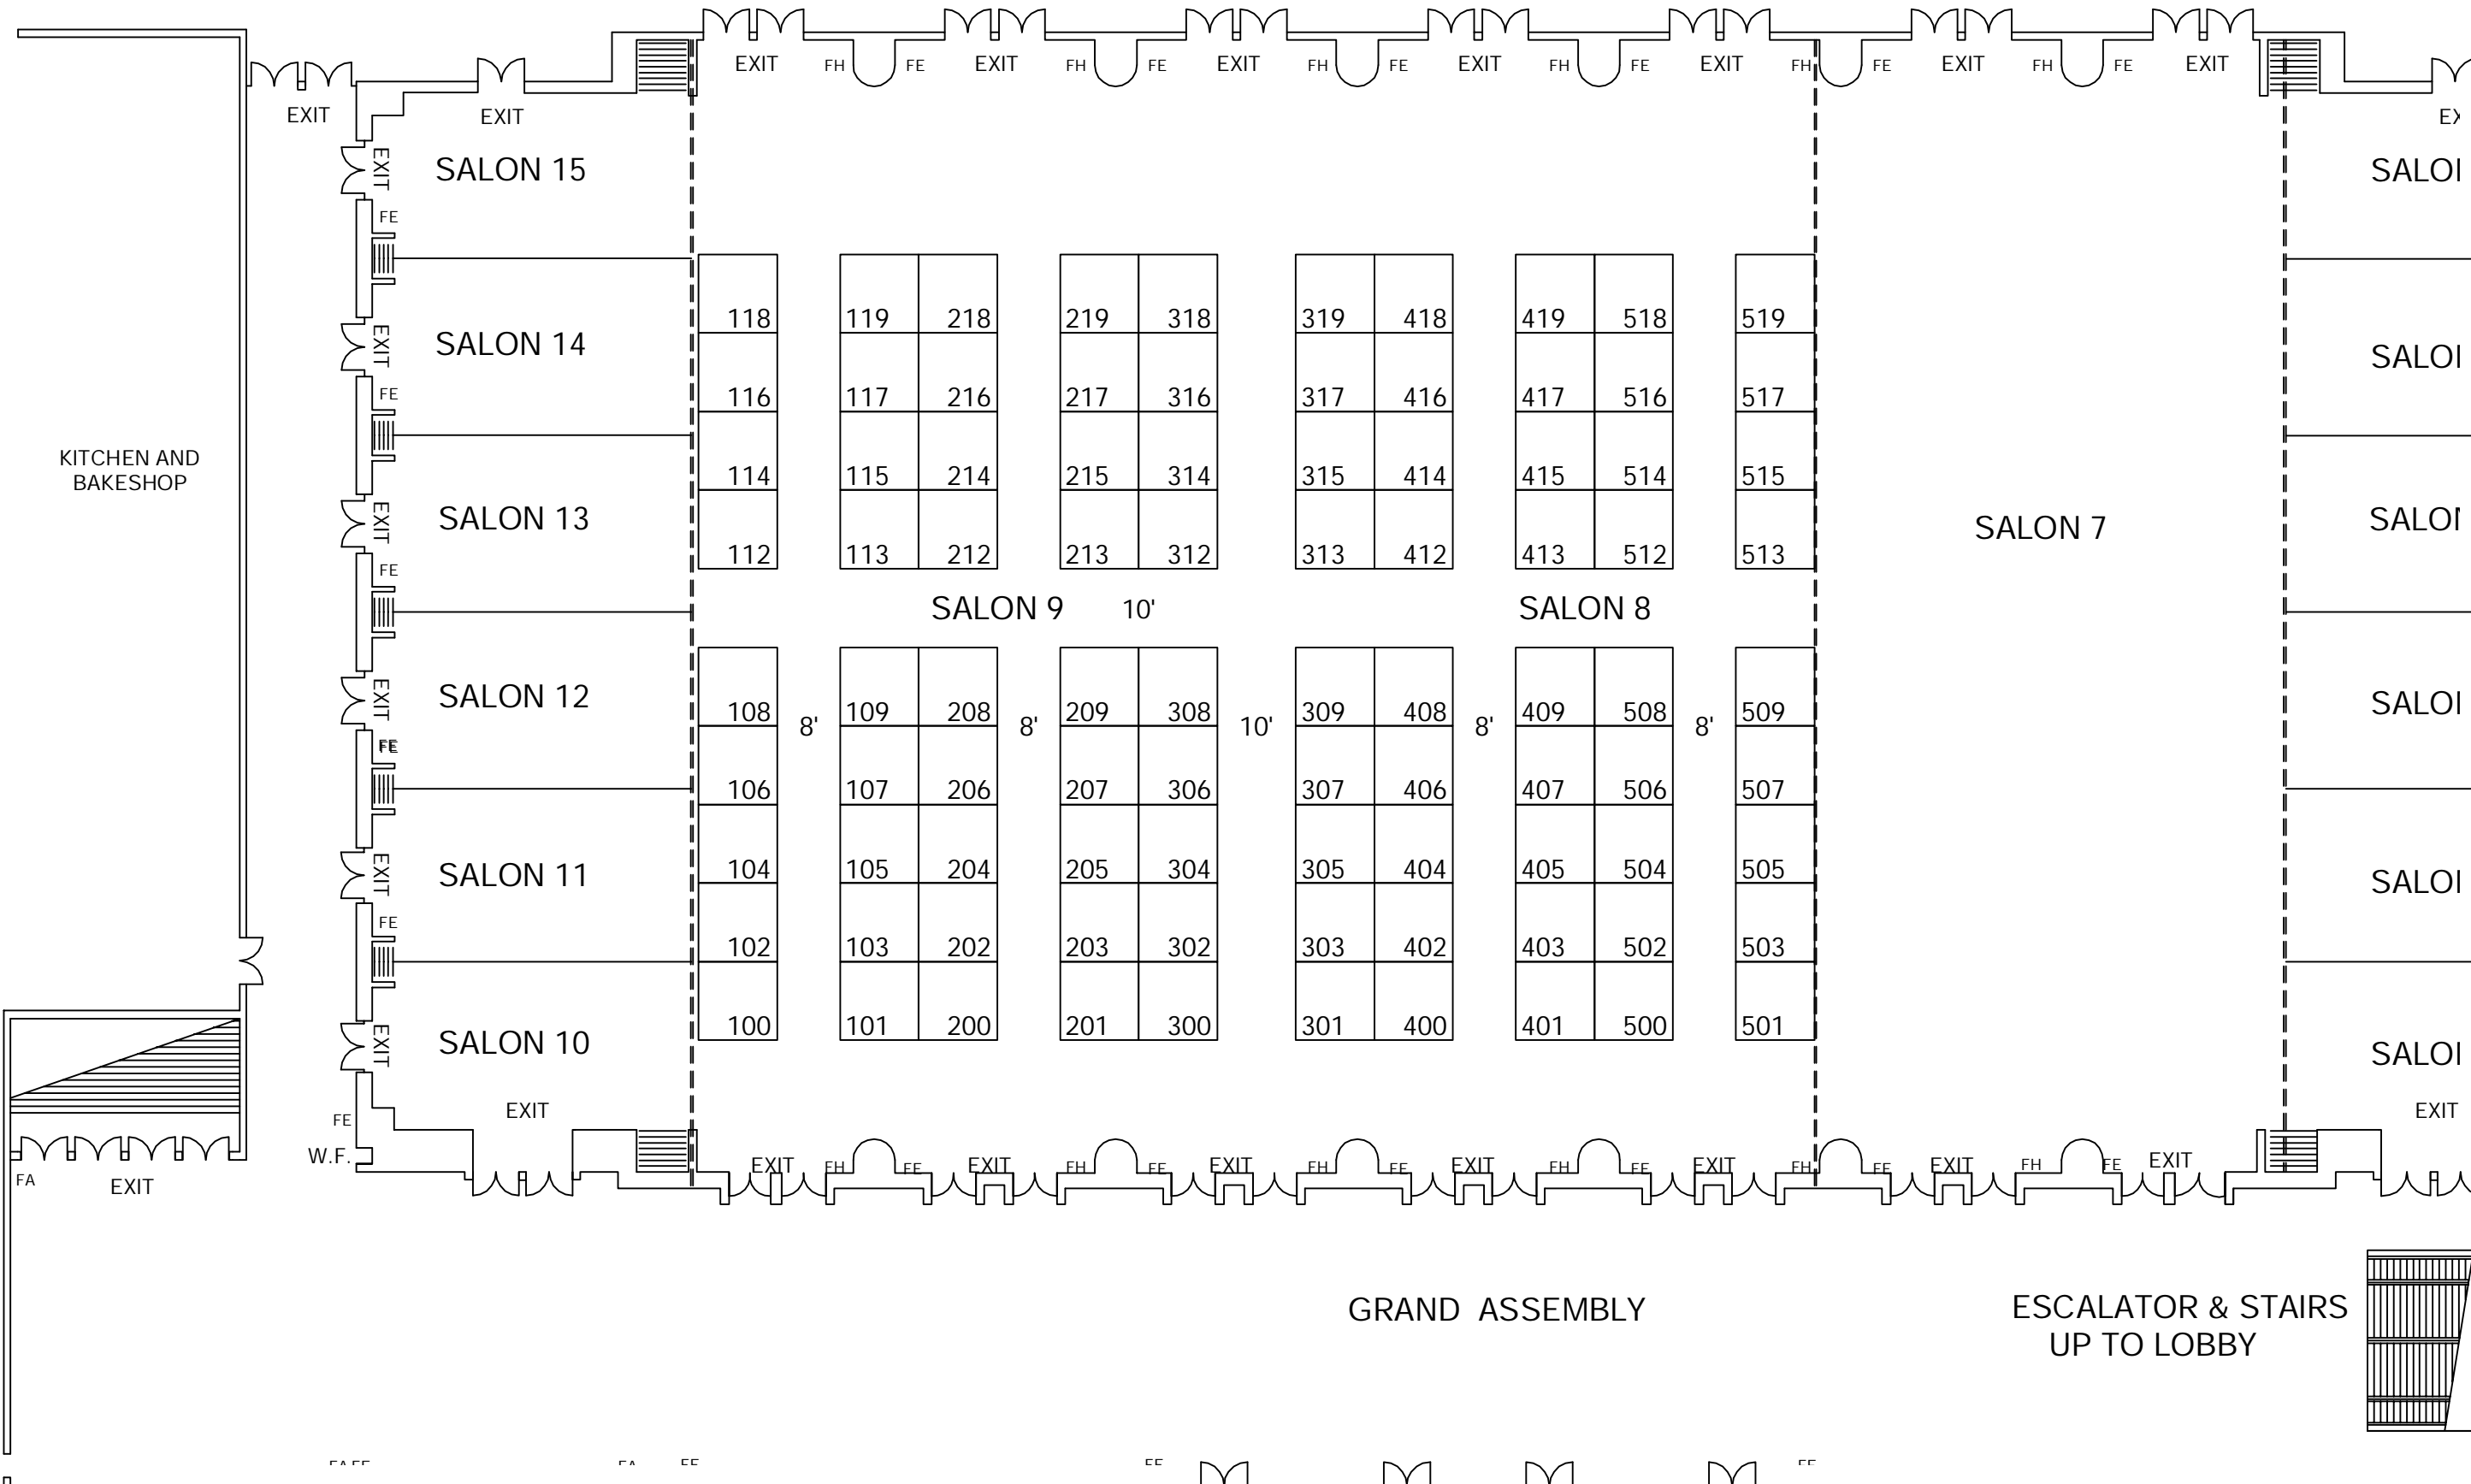 EXIT FH FE EXIT FH FE EXIT FH FE EXIT FH FE EXIT FH FE EXIT FH FE EXIT
EXIT EXIT
EXIT SALON 15
FE
118 119 218 219 318 319 418 419 518 519
EXIT SALON 14
FE
116 117 216 217 316 317 416 417 516 517
KITCHEN AND
BAKESHOP
114 115 214 215 314 315 414 415 514 515
EXIT SALON 13 SALON 7
112 113 212 213 312 313 412 413 512 513
FE
SALON 9 10' SALON 8
EXIT SALON 12
108 8' 109 208 8' 209 308 10' 309 408 8' 409 508 8' 509
FE
106 107 206 207 306 307 406 407 506 507
EXIT SALON 11
104 105 204 205 304 305 404 405 504 505
FE
102 103 202 203 302 303 402 403 502 503
100 101 200 201 300 301 400 401 500 501
EXIT SALON 10
FE EXIT EXIT
W.F.
EXIT FH FE EXIT FH FE EXIT FH FE EXIT FH FE EXIT FH FE EXIT FH FE EXIT
FA EXIT
GRAND ASSEMBLY
ESCALATOR & STAIRS
UP TO LOBBY